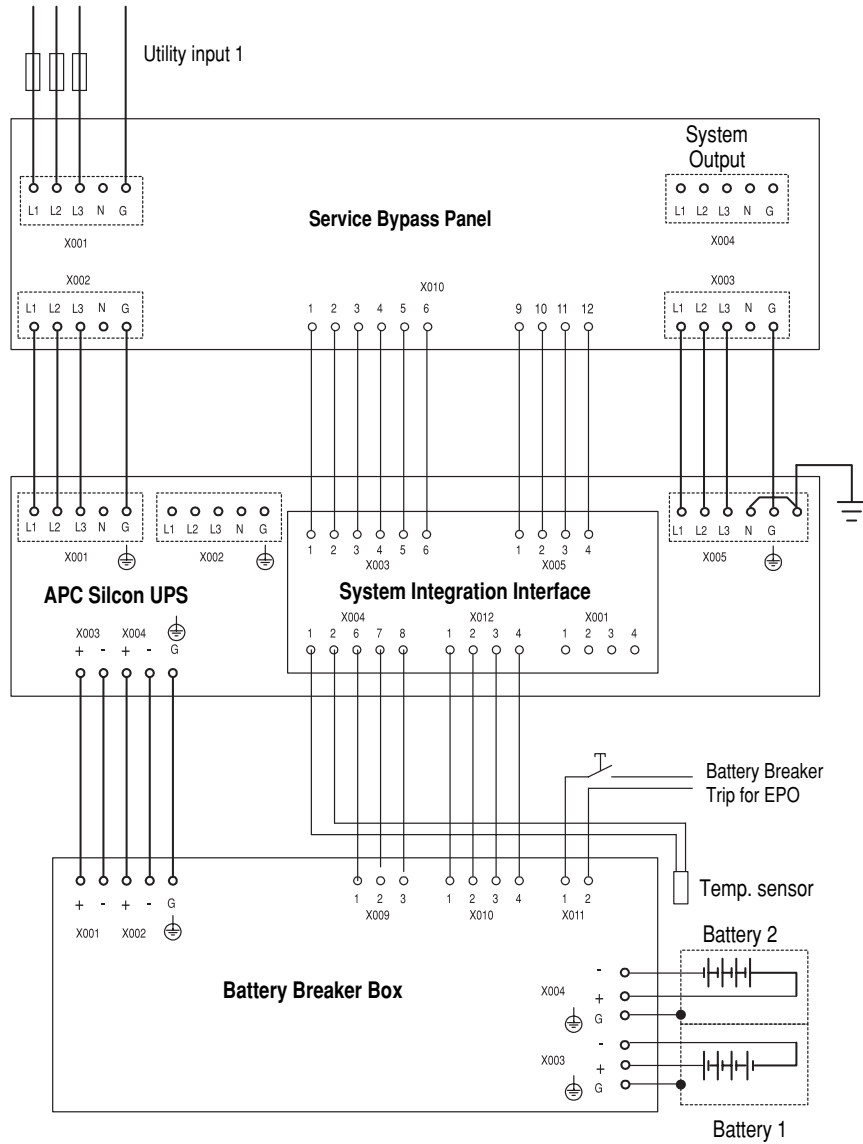 Utility input 1
System
Output
L1 L2 L3 N G
L1 L2 L3 N G
Service Bypass Panel
X001
X004
X002
X010
X003
L1 L2 L3 N G
1 2 3 4 5 6
9 10 11 12
L1 L2 L3 N G
L1 L2 L3 N G
L1 L2 L3 N G
1 2 3 4 5 6
1 2 3 4
L1 L2 L3 N G
X001
X002
X003
X005
X005
APC Silcon UPS
System Integration Interface
X003 X004
+ - + - G
X004
X012
X001
1 2 6 7 8
1 2 3 4
1 2 3 4
Battery Breaker
Trip for EPO
Temp. sensor
+ - + - G
X001 X002
1 2 3
X009
1 2 3 4
X010
1 2
X011
Battery 2
Battery Breaker Box
-
X004
+
G
-
X003
+
G
Battery 1